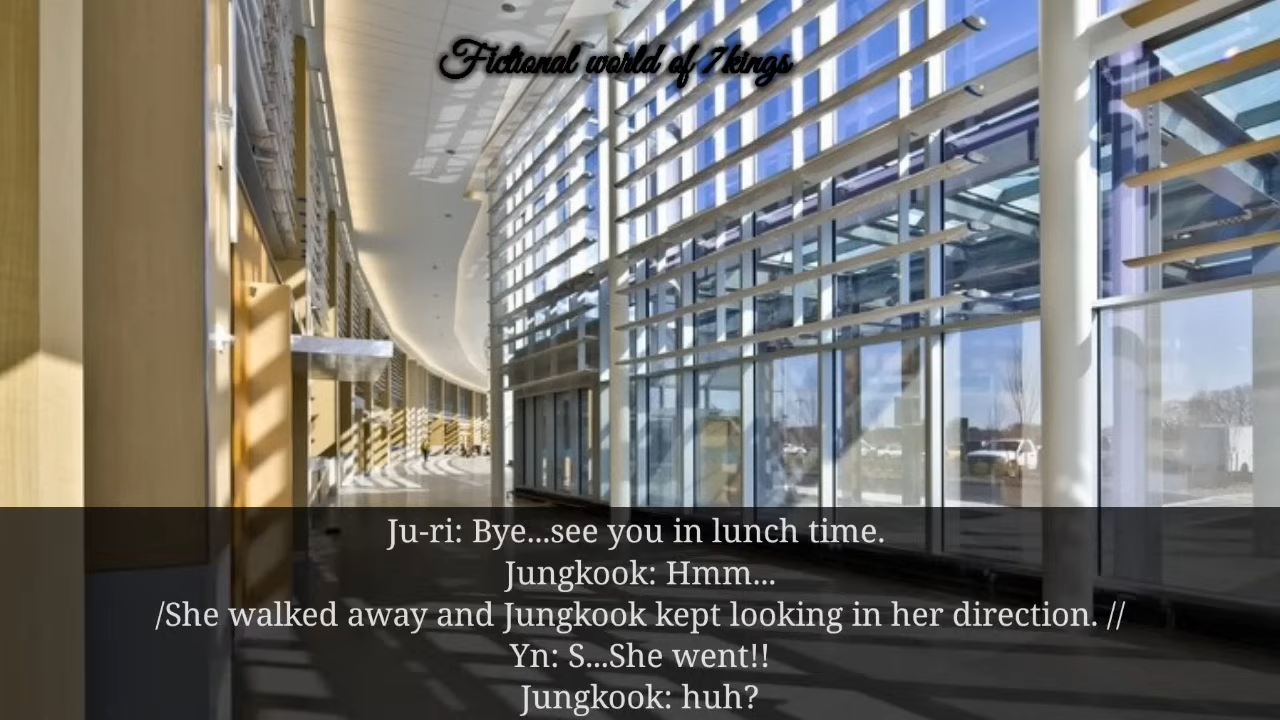 Fictional world of 7kings
Ju-ri: Bye...see you in lunch time.
Jungkook: Hmm...
/She walked away and Jungkook kept looking in her direction. //
Yn: S...She went!!
Jungkook: huh?